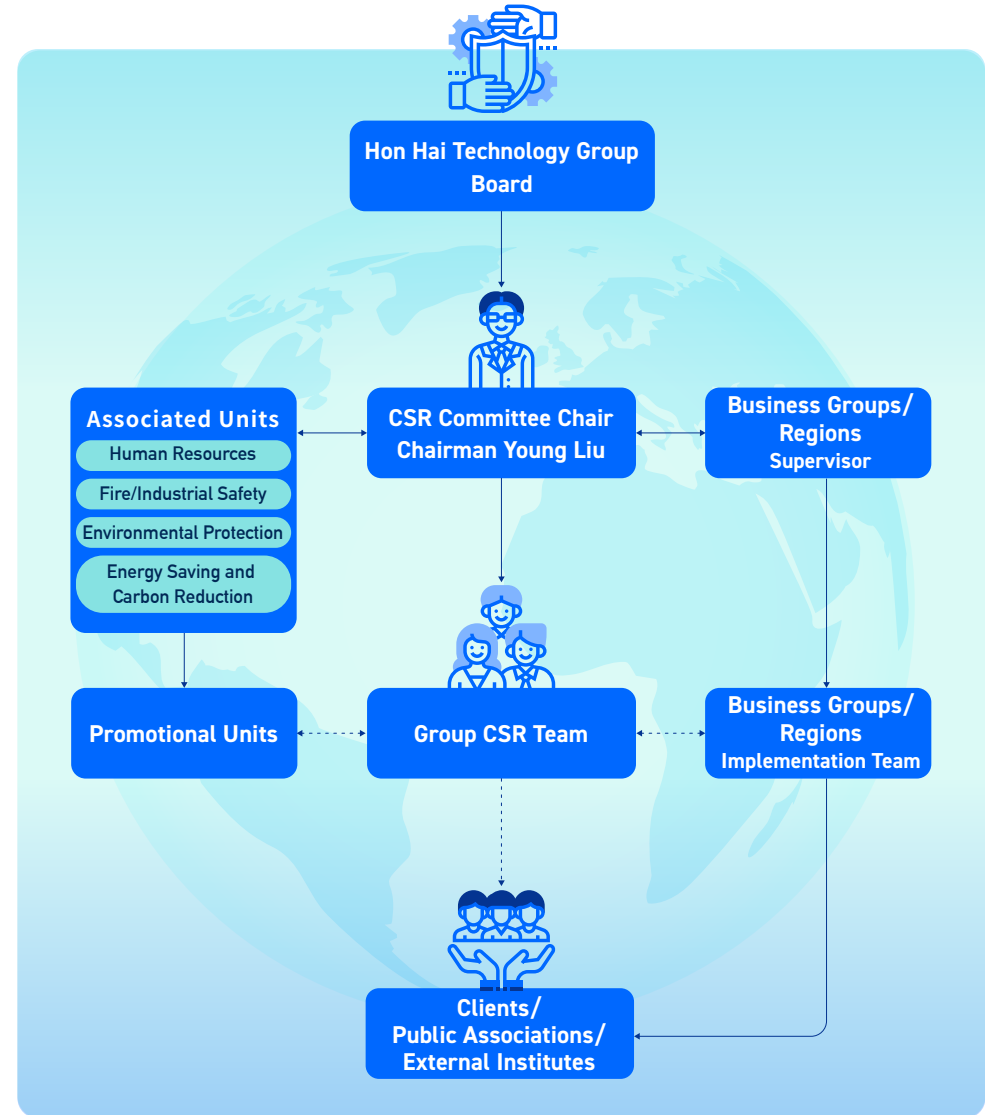 Hon Hai Technology Group
Board
Associated Units
Human Resources
Fire/Industrial Safety
Environmental Protection
Energy Saving and
Carbon Reduction
CSR Committee Chair
Chairman Young Liu
Business Groups/
Regions
Supervisor
Promotional Units
Group CSR Team
Business Groups/
Regions
Implementation Team
Clients/
Public Associations/
External Institutes